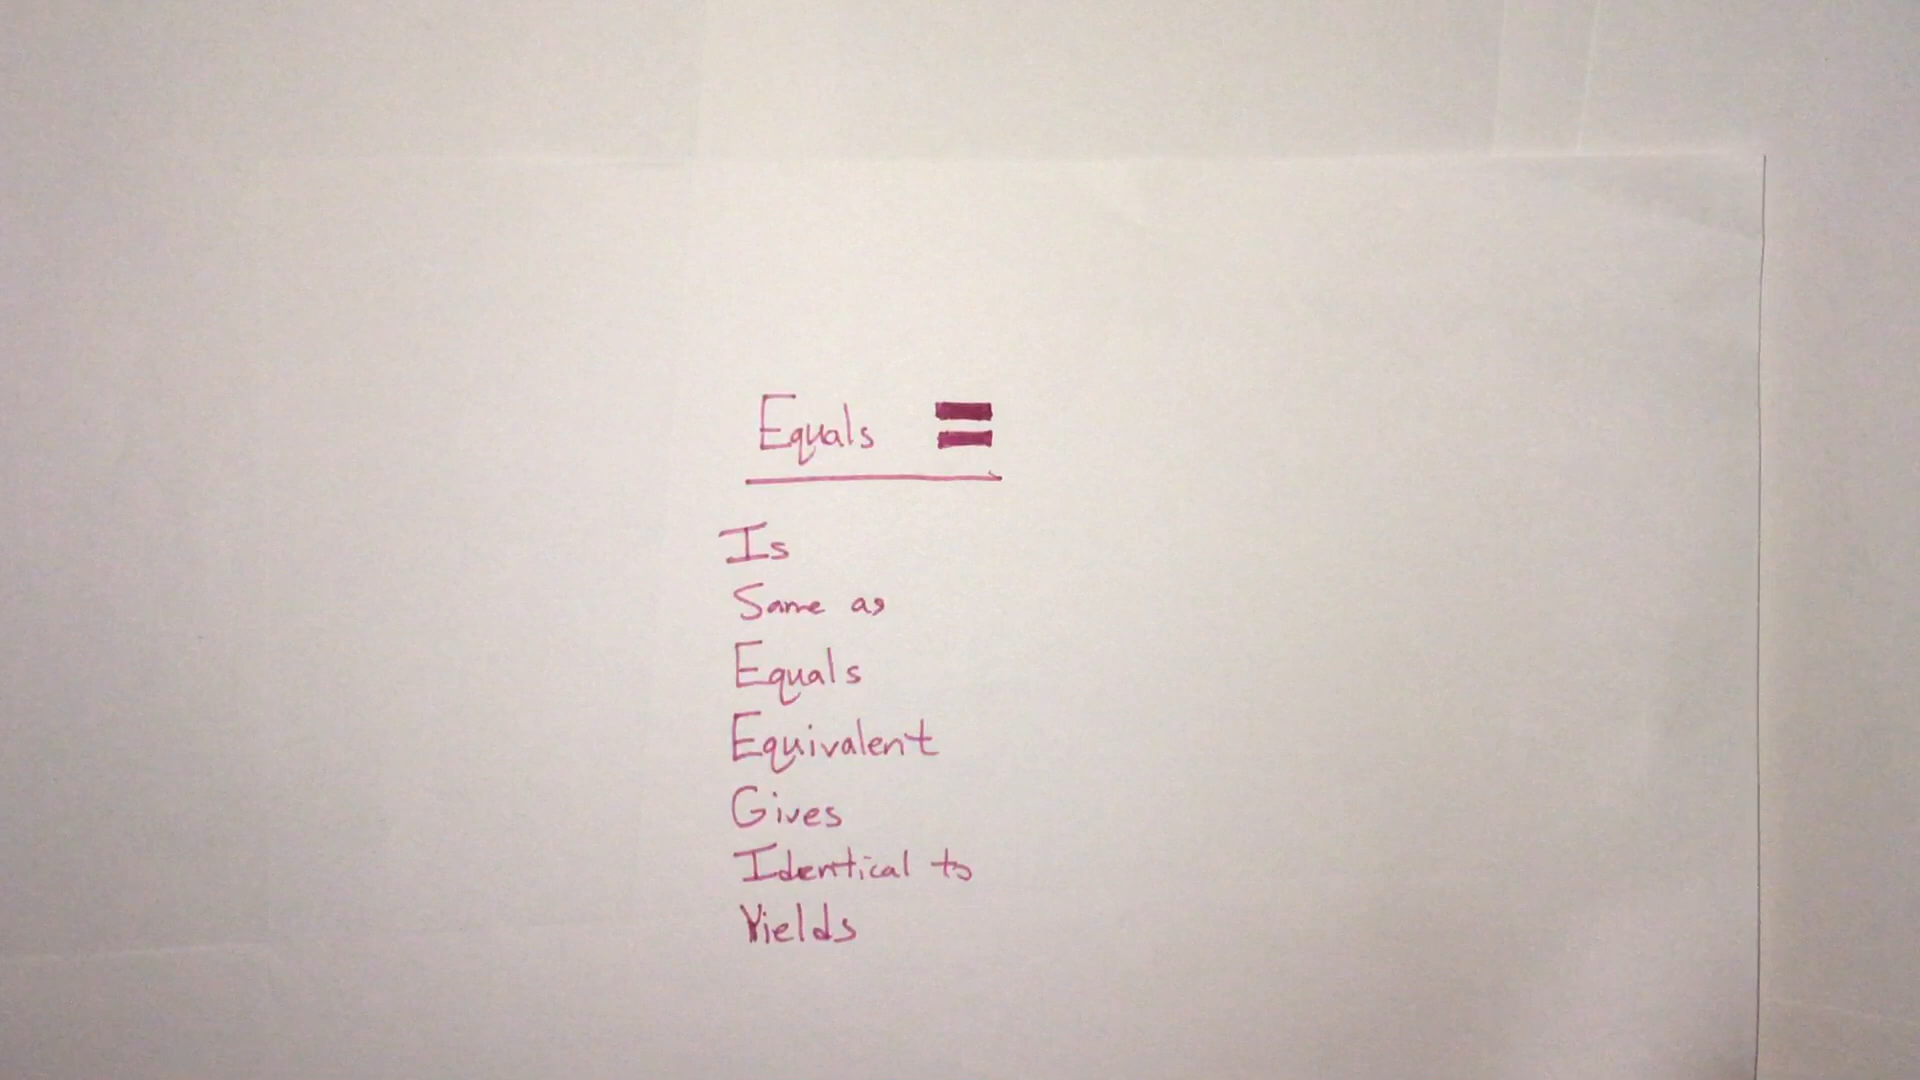 Equals =
Is
Same as
Equals
Equivalent
Gives
Identical to
Yields